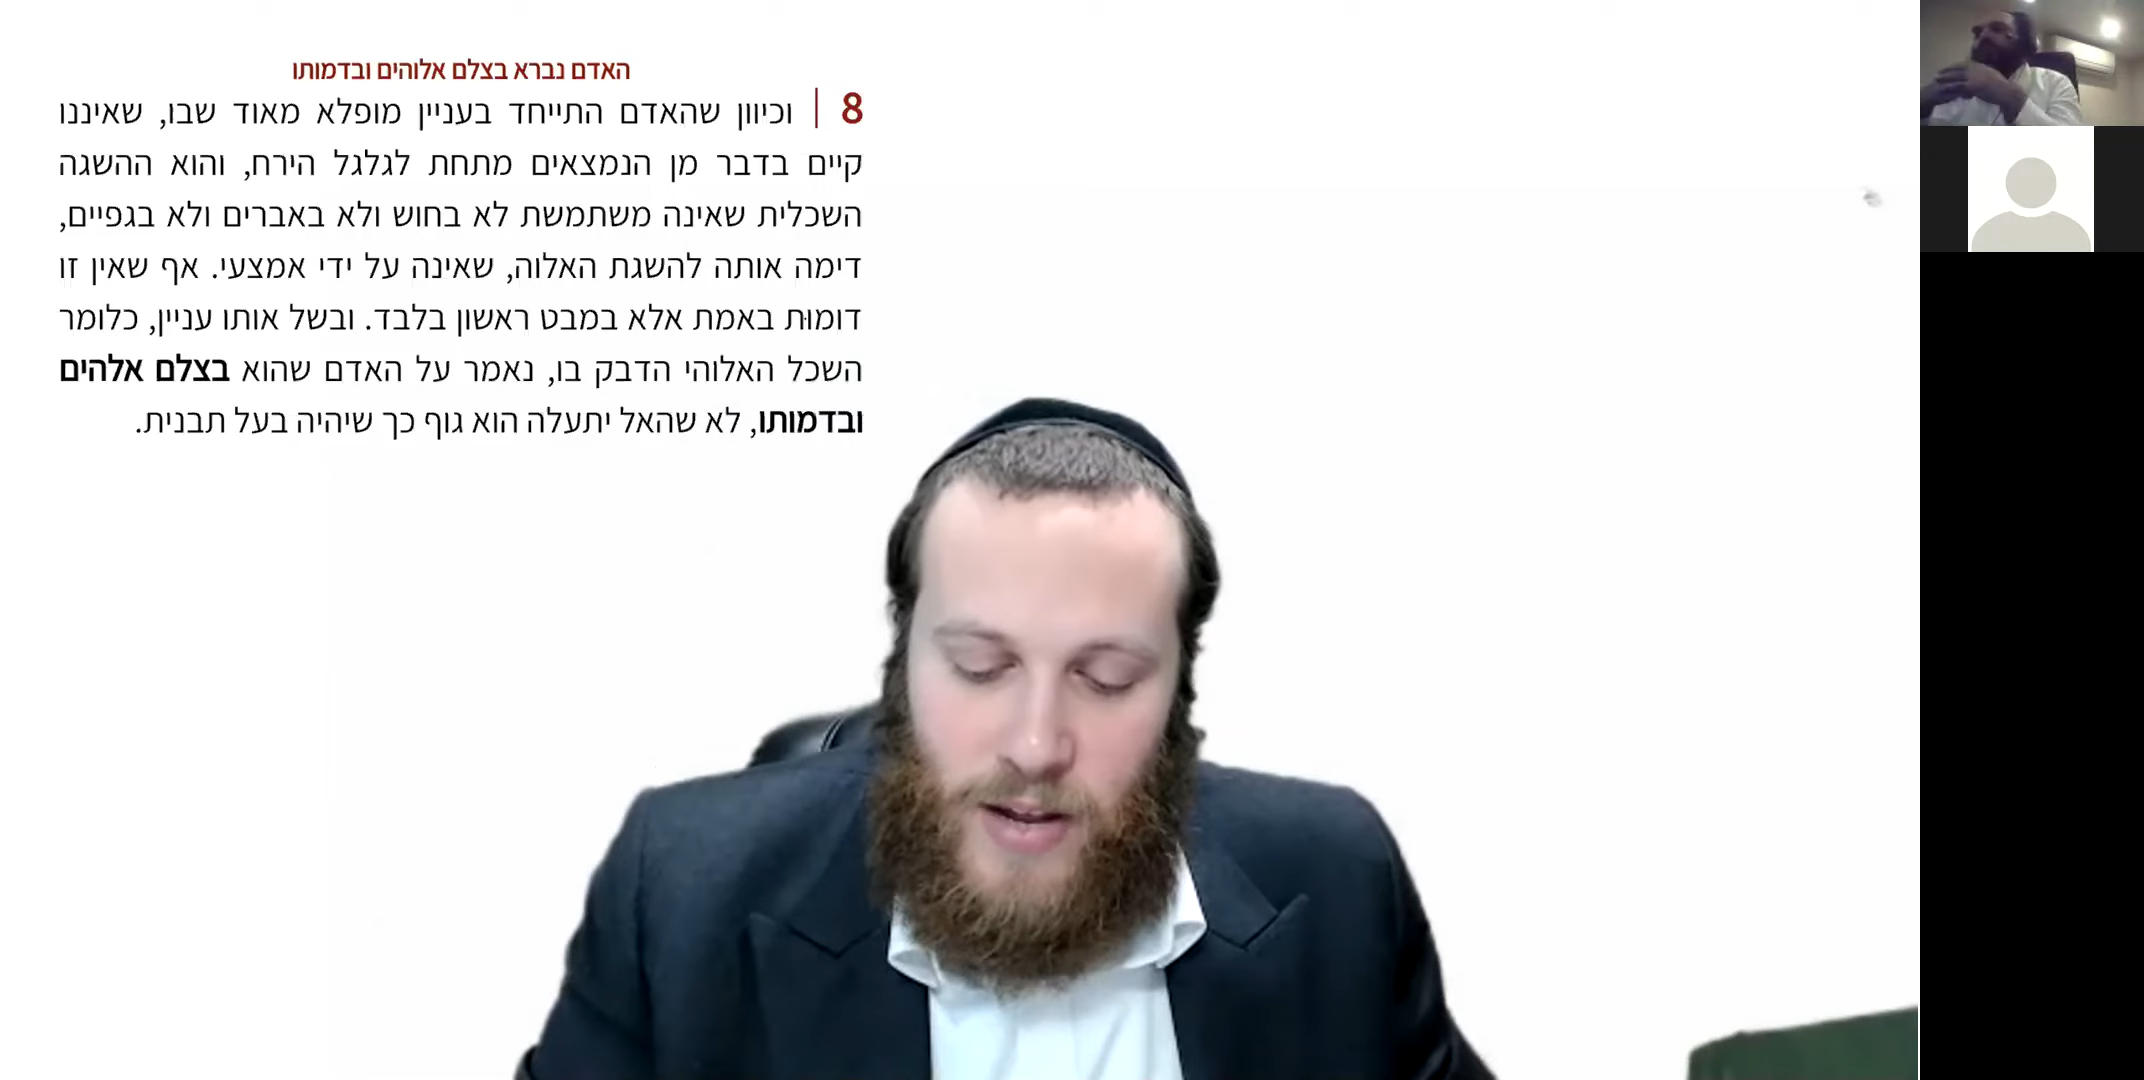 האדם נברא בצלם אלוהים ובדמותו
8 | וכיוון שהאדם התייחד בעניין מופלא מאוד שבו, שאיננו
קיים בדבר מן הנמצאים מתחת לגלגל הירח, והוא ההשגה
השכלית שאינה משתמשת לא בחוש ולא באברים ולא בגפיים,
דימה אותה להשגת האלוה, שאינה על ידי אמצעי. אף שאין זו
דומות באמת אלא במבט ראשון בלבד. ובשל אותו עניין, כלומר
השכל האלוהי הדבק בו, נאמר על האדם שהוא בצלם אלהים
ובדמותו, לא שהאל יתעלה הוא גוף כך שיהיה בעל תבנית.